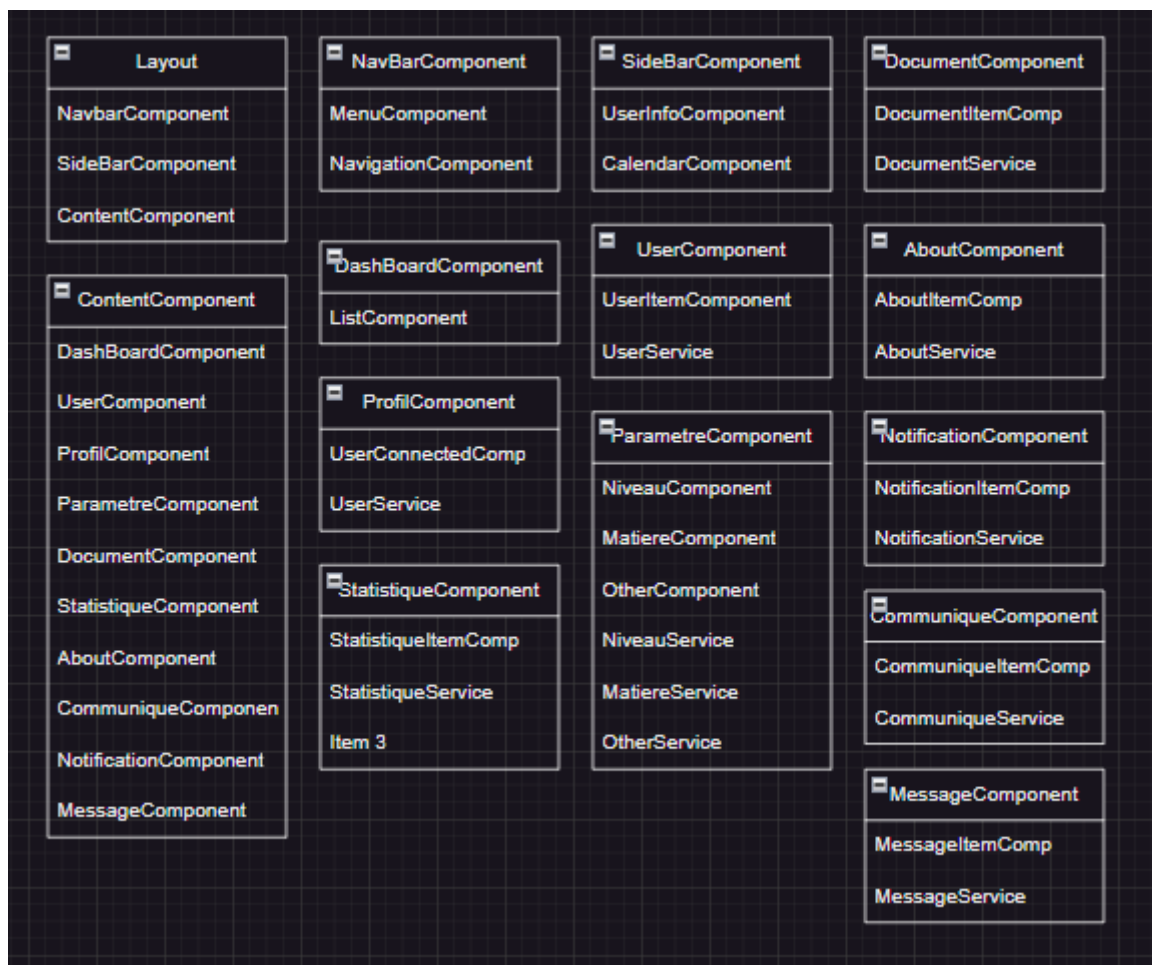 Layout
NavbarComponent
SideBarComponent
ContentComponent
ContentComponent
DashBoardComponent
UserComponent
ProfilComponent
ParametreComponent
DocumentComponent
StatistiqueComponent
AboutComponent
CommuniqueComponen
NotificationComponent
MessageComponent
NavBarComponent
MenuComponent
NavigationComponent
DashBoardComponent
ListComponent
ProfilComponent
UserConnectedComp
UserService
StatistiqueComponent
StatistiqueItemComp
StatistiqueService
Item 3
SideBarComponent
UserInfoComponent
CalendarComponent
UserComponent
UserItemComponent
UserService
ParametreComponent
NiveauComponent
MatiereComponent
OtherComponent
NiveauService
MatiereService
OtherService
DocumentComponent
DocumentItemComp
DocumentService
AboutComponent
AboutItemComp
AboutService
NotificationComponent
NotificationItemComp
NotificationService
CommuniqueComponent
CommuniqueItemComp
CommuniqueService
MessageComponent
MessageItemComp
MessageService